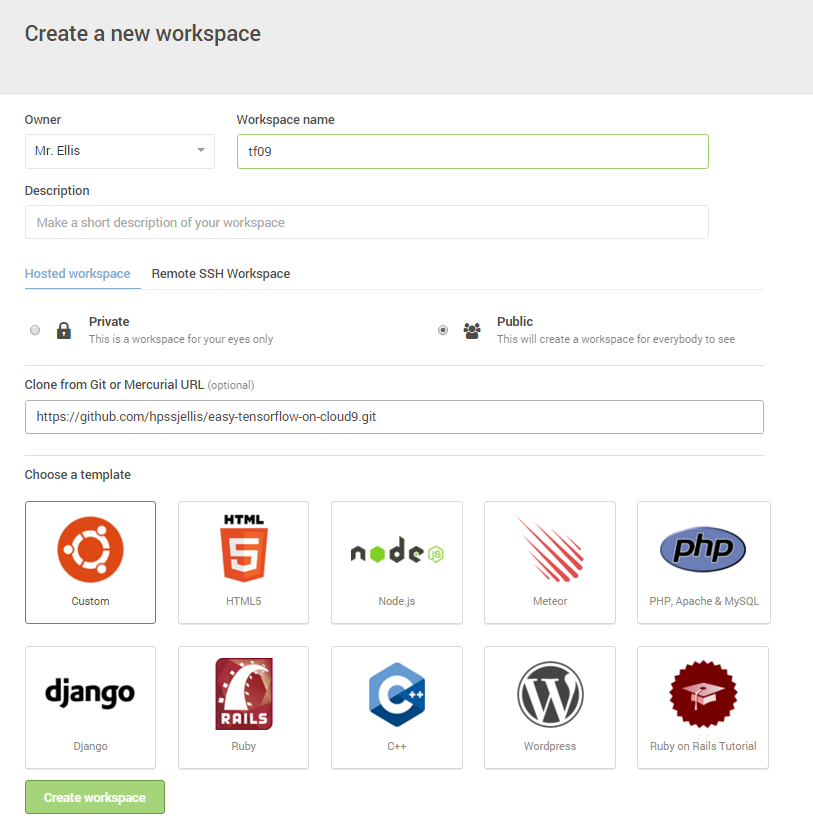 Create a new workspace
Owner
Workspace name
Mr. Ellis
tf09
Description
Make a short description of your workspace
Hosted workspace
Remote SSH Workspace
Private
This is a workspace for your eyes only
Public
This will create a workspace for everybody to see
Clone from Git or Mercurial URL (optional)
https://github.com/hpssjellis/easy-tensorflow-on-cloud9.git
Choose a template
HTML
5
node JS
php
Custom
HTML5
Node.js
Meteor
PHP, Apache & MySQL
django
RAILS
C++
W
Django
Ruby
C++
Wordpress
Ruby on Rails Tutorial
Create workspace